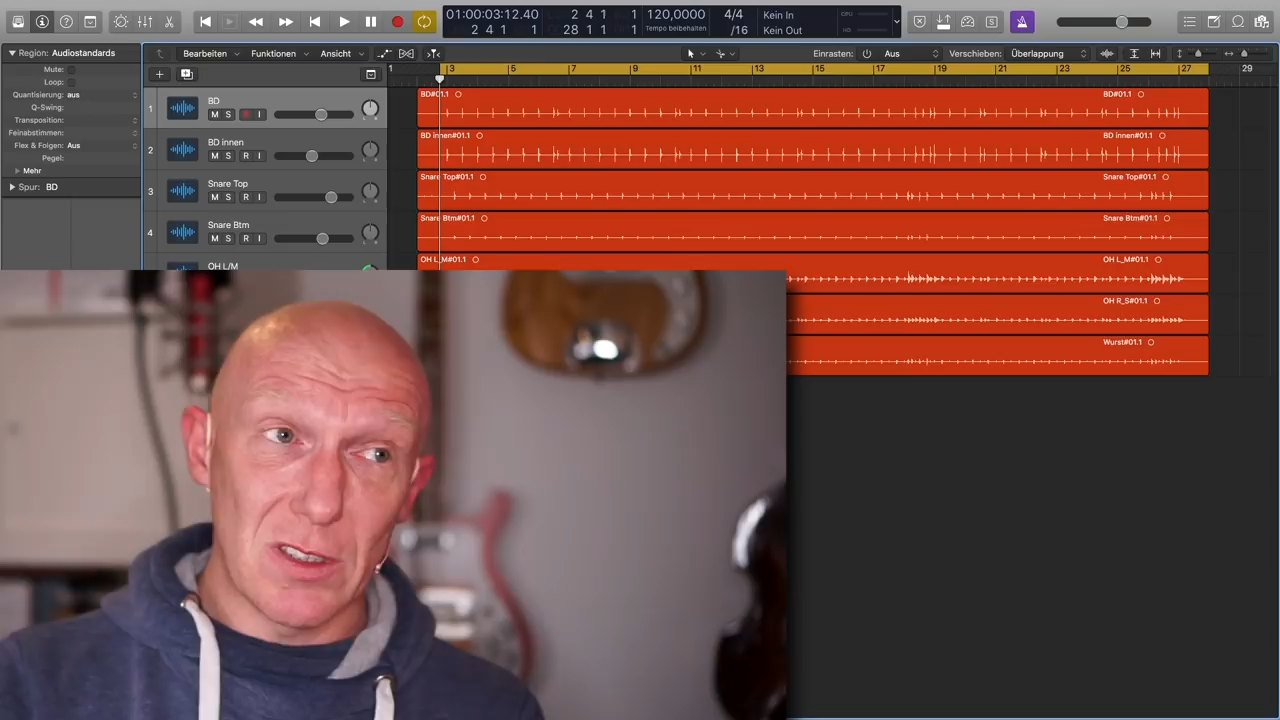 01:00:03:12.40 2 4 1 1 120,0000 4/4 Kein In CPU
2 4 1 1 28 1 1 1 Tempo beibehalten /16 Kein Out
Region: Audiostandards
Mute:
Loop:
Quantisierung: aus
Q-Swing:
Transposition:
Feinabstimmen:
Flex & Folgen: Aus
Pegel:
Mehr
Spur: BD
Bearbeiten Funktionen Ansicht Einrasten: Aus Verschieben: Überlappung
1 3 5 7 9 11 13 15 17 19 21 23 25 27 29
1 BD
M S R I
BD#01.1 BD#01.1
2 BD innen
M S R I
BD innen#01.1 BD innen#01.1
3 Snare Top
M S R I
Snare Top#01.1 Snare Top#01.1
4 Snare Btm
M S R I
Snare Btm#01.1 Snare Btm#01.1
OH L/M
OH L_M#01.1 OH L_M#01.1
OH R_S#01.1
Wurst#01.1